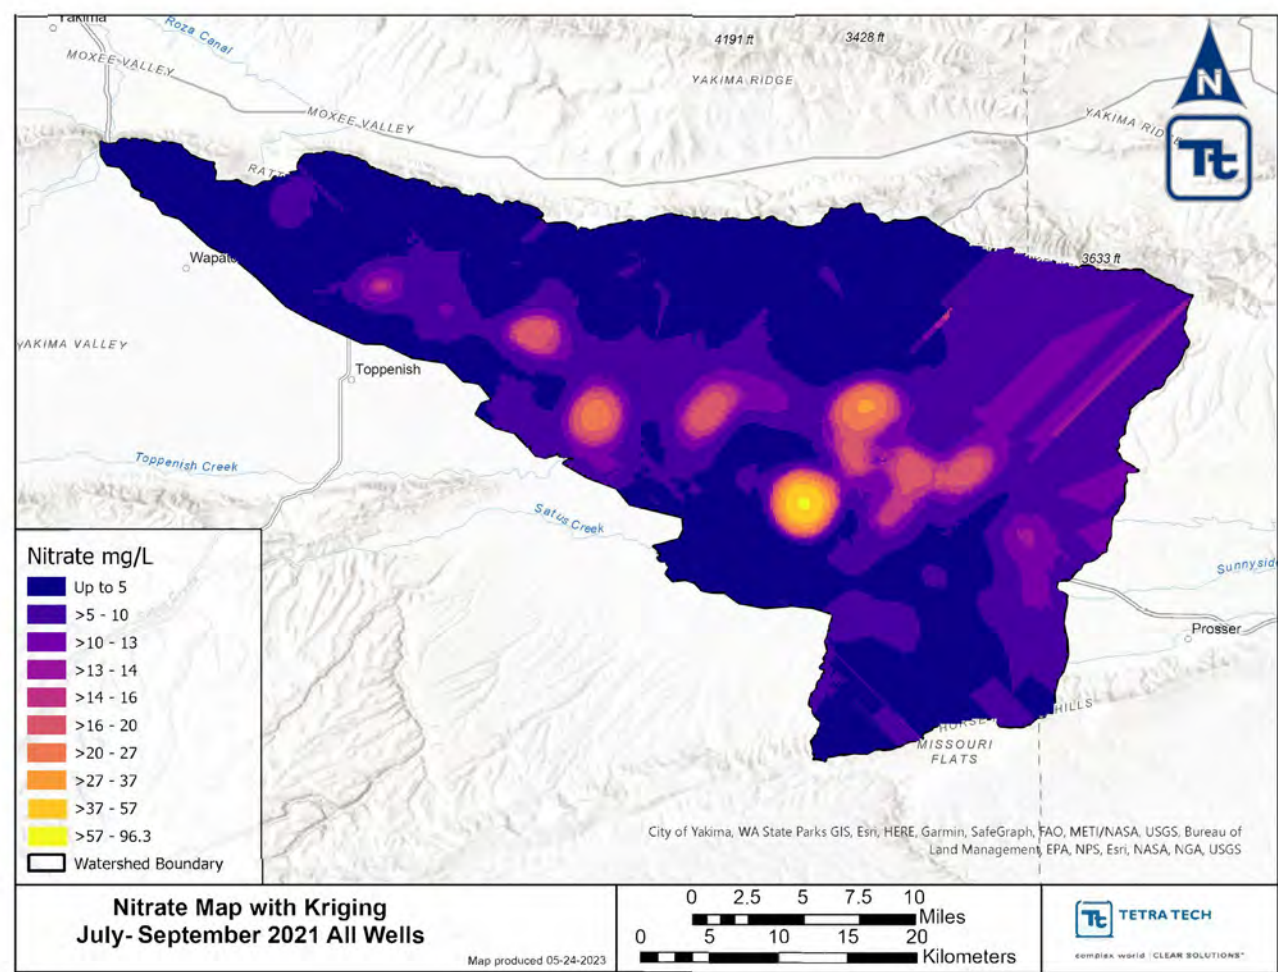 Yakima
Roza Canal
4191 ft
3428 ft
MOXEE VALLEY
YAKIMA RIDGE
N
MOXEE VALLEY
YAKIMA RIDGE
Tt
RATT
Wapato
3633 ft
YAKIMA VALLEY
Toppenish
Toppenish Creek
Satus Creek
Sunnyside
Prosser
HORSE
HILLS
MISSOURI
FLATS
Nitrate mg/L
Up to 5
>5 - 10
>10 - 13
>13 - 14
>14 - 16
>16 - 20
>20 - 27
>27 - 37
>37 - 57
>57 - 96.3
Watershed Boundary
City of Yakima, WA State Parks GIS, Esri, HERE, Garmin, SafeGraph, FAO, METI/NASA, USGS, Bureau of
Land Management, EPA, NPS, Esri, NASA, NGA, USGS
Nitrate Map with Kriging
July- September 2021 All Wells
Map produced 05-24-2023
0 2.5 5 7.5 10
Miles
0 5 10 15 20
Kilometers
Tt TETRA TECH
complex world | CLEAR SOLUTIONS™